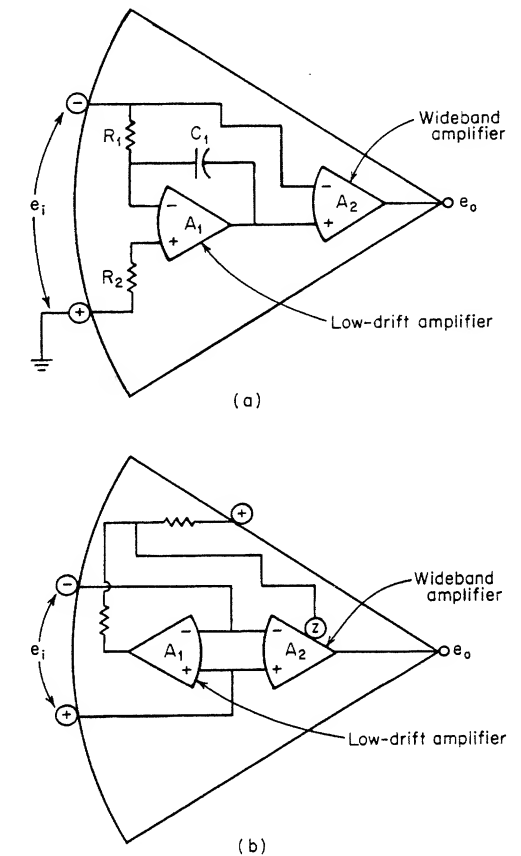 −
R₁
C₁
Wideband
amplifier
−
A₂
+
eₒ
−
A₁
+
eᵢ
R₂
+
Low-drift amplifier
(a)
+
−
Z
Wideband
amplifier
−
−
A₁
A₂
eₒ
eᵢ
+
+
+
Low-drift amplifier
(b)